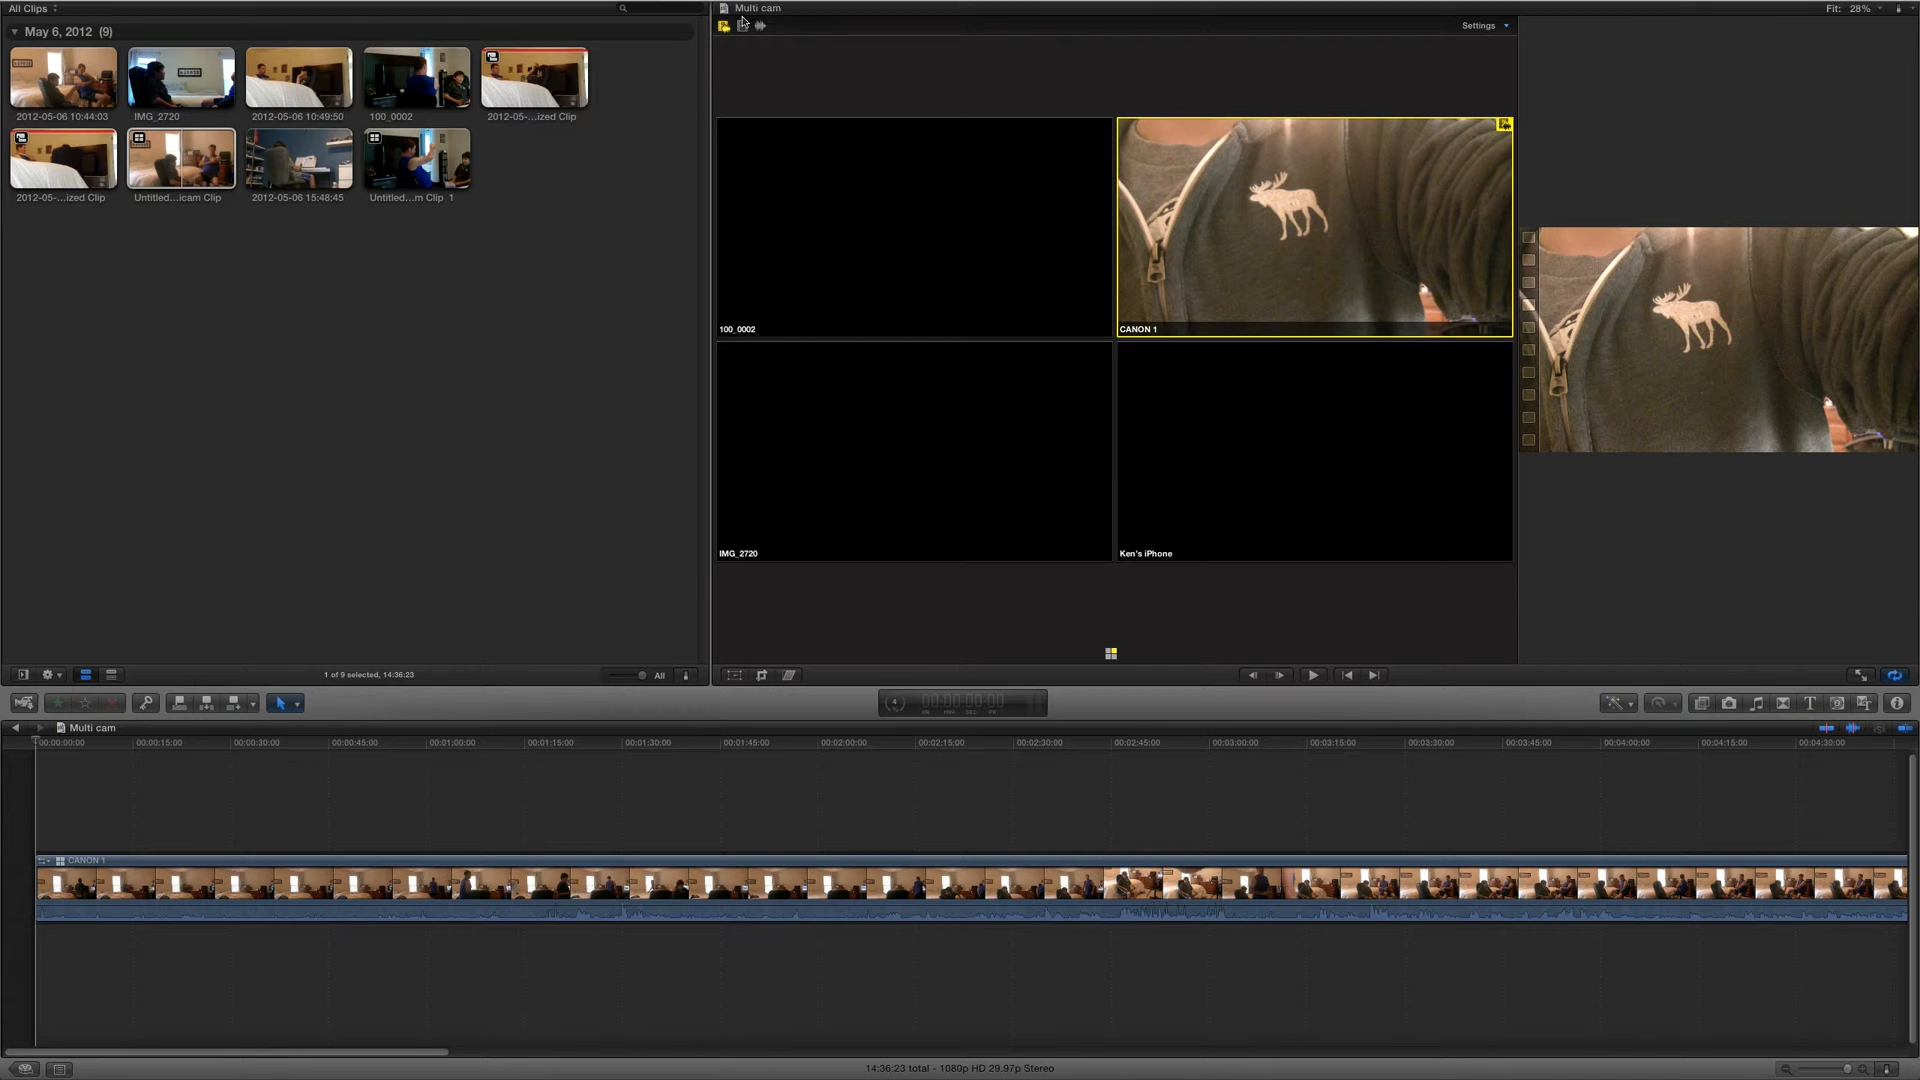 All Clips
Multi cam
Fit: 28%
May 6, 2012 (9)
Settings
2012-05-06 10:44:03
IMG_2720
2012-05-06 10:49:50
100_0002
2012-05-...ized Clip
2012-05-...ized Clip
Untitled...icam Clip
2012-05-06 15:48:45
Untitled...m Clip 1
100_0002
CANON 1
IMG_2720
Ken's iPhone
1 of 9 selected, 14:36:23
All
00:00:00:00
Multi cam
00:00:00:00
00:00:15:00
00:00:30:00
00:00:45:00
00:01:00:00
00:01:15:00
00:01:30:00
00:01:45:00
00:02:00:00
00:02:15:00
00:02:30:00
00:02:45:00
00:03:00:00
00:03:15:00
00:03:30:00
00:03:45:00
00:04:00:00
00:04:15:00
00:04:30:00
CANON 1
14:36:23 total - 1080p HD 29.97p Stereo